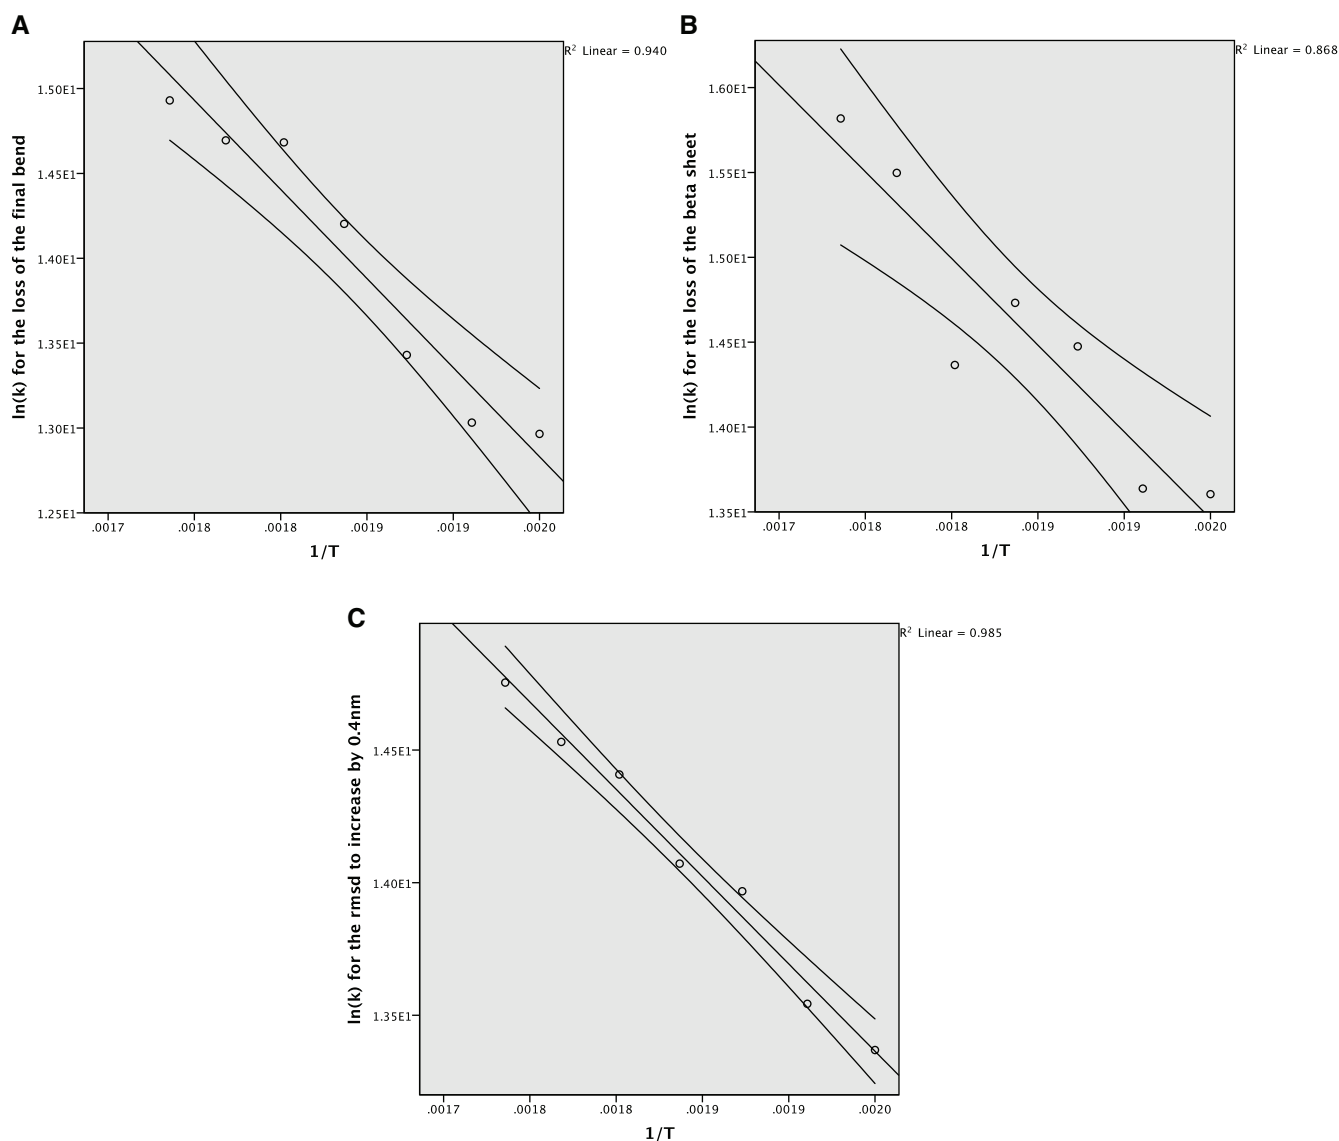 A
R² Linear = 0.940
1.50E1
1.45E1
1.40E1
1.35E1
1.30E1
1.25E1
ln(k) for the loss of the final bend
.0017 .0018 .0018 .0019 .0019 .0020
1/T
B
R² Linear = 0.868
1.60E1
1.55E1
1.50E1
1.45E1
1.40E1
1.35E1
ln(k) for the loss of the beta sheet
.0017 .0018 .0018 .0019 .0019 .0020
1/T
C
R² Linear = 0.985
1.45E1
1.40E1
1.35E1
ln(k) for the rmsd to increase by 0.4nm
.0017 .0018 .0018 .0019 .0019 .0020
1/T